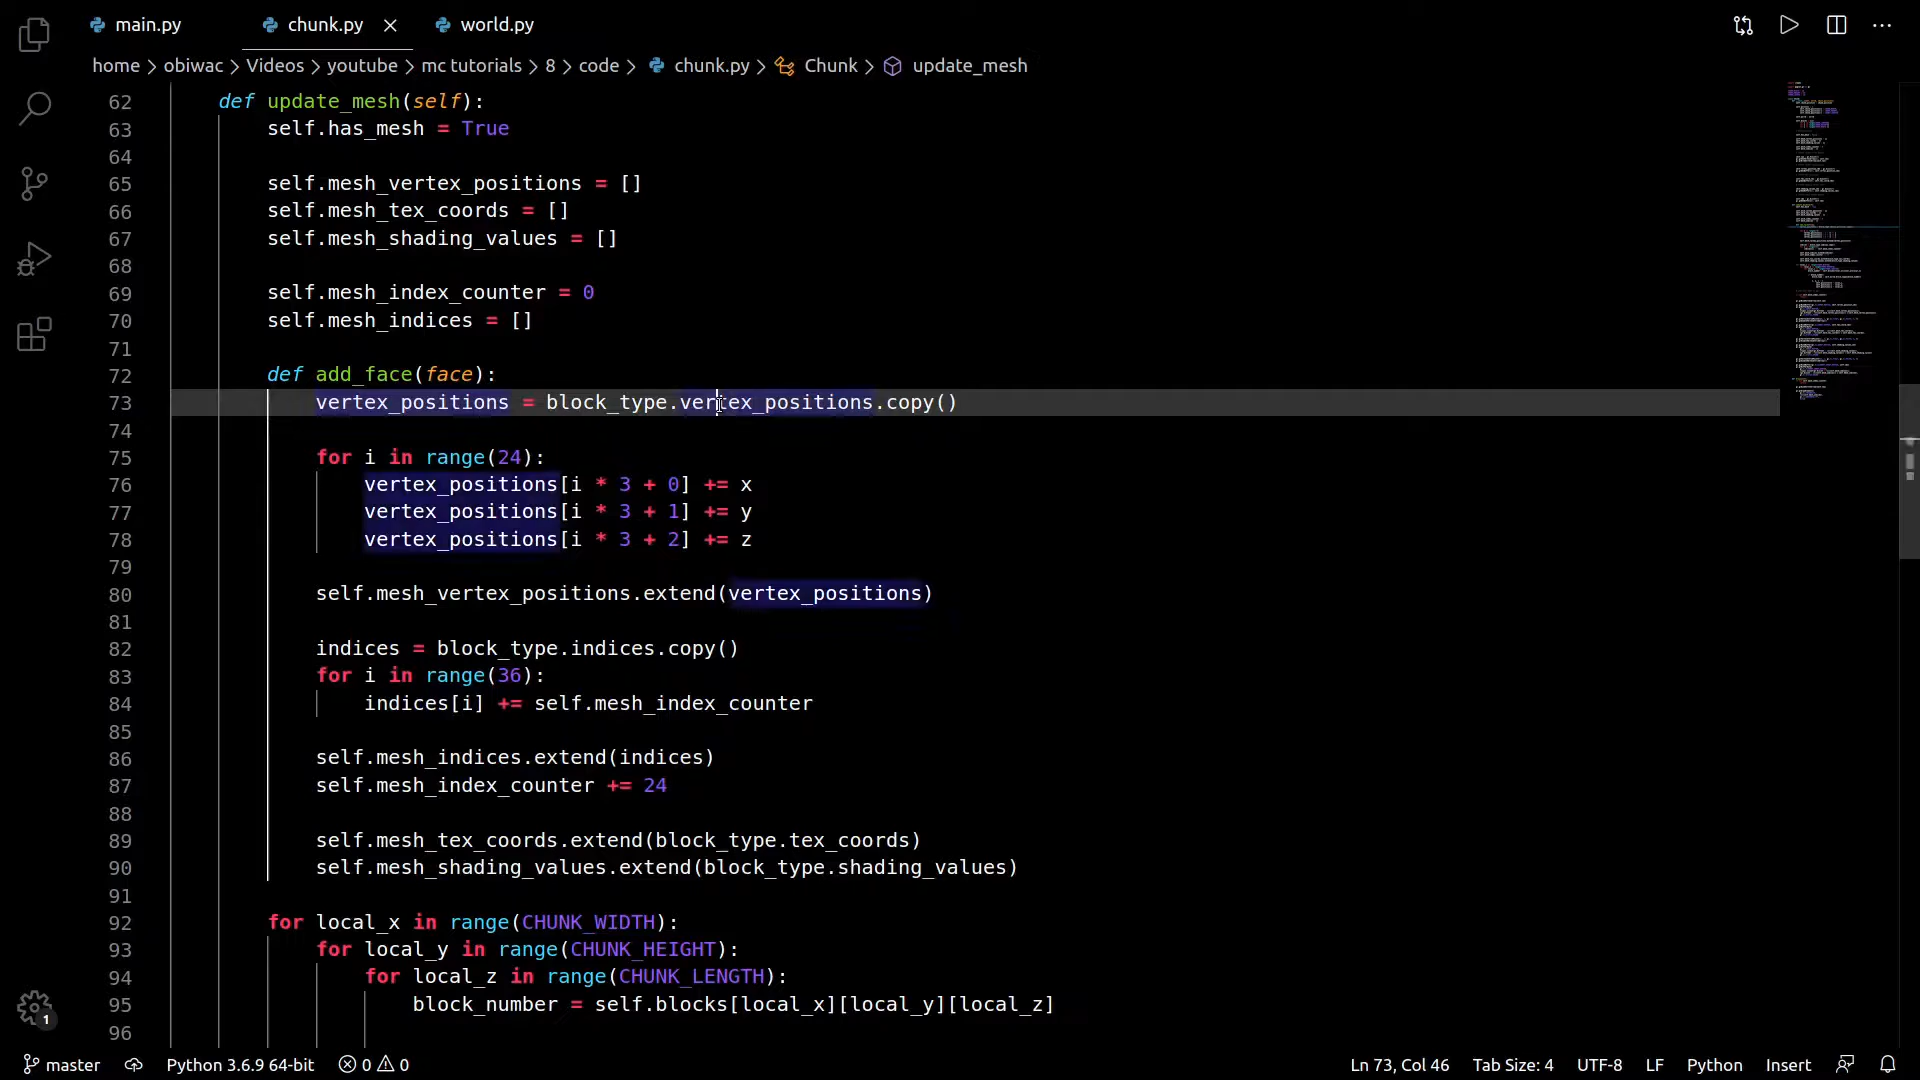 main.py chunk.py world.py
home > obiwac > Videos > youtube > mc tutorials > 8 > code > chunk.py > Chunk > update_mesh
62 def update_mesh(self):
63 self.has_mesh = True
64
65 self.mesh_vertex_positions = []
66 self.mesh_tex_coords = []
67 self.mesh_shading_values = []
68
69 self.mesh_index_counter = 0
70 self.mesh_indices = []
71
72 def add_face(face):
73 vertex_positions = block_type.vertex_positions.copy()
74
75 for i in range(24):
76 vertex_positions[i * 3 + 0] += x
77 vertex_positions[i * 3 + 1] += y
78 vertex_positions[i * 3 + 2] += z
79
80 self.mesh_vertex_positions.extend(vertex_positions)
81
82 indices = block_type.indices.copy()
83 for i in range(36):
84 indices[i] += self.mesh_index_counter
85
86 self.mesh_indices.extend(indices)
87 self.mesh_index_counter += 24
88
89 self.mesh_tex_coords.extend(block_type.tex_coords)
90 self.mesh_shading_values.extend(block_type.shading_values)
91
92 for local_x in range(CHUNK_WIDTH):
93 for local_y in range(CHUNK_HEIGHT):
94 for local_z in range(CHUNK_LENGTH):
95 block_number = self.blocks[local_x][local_y][local_z]
96
1
master Python 3.6.9 64-bit 0 0 Ln 73, Col 46 Tab Size: 4 UTF-8 LF Python Insert